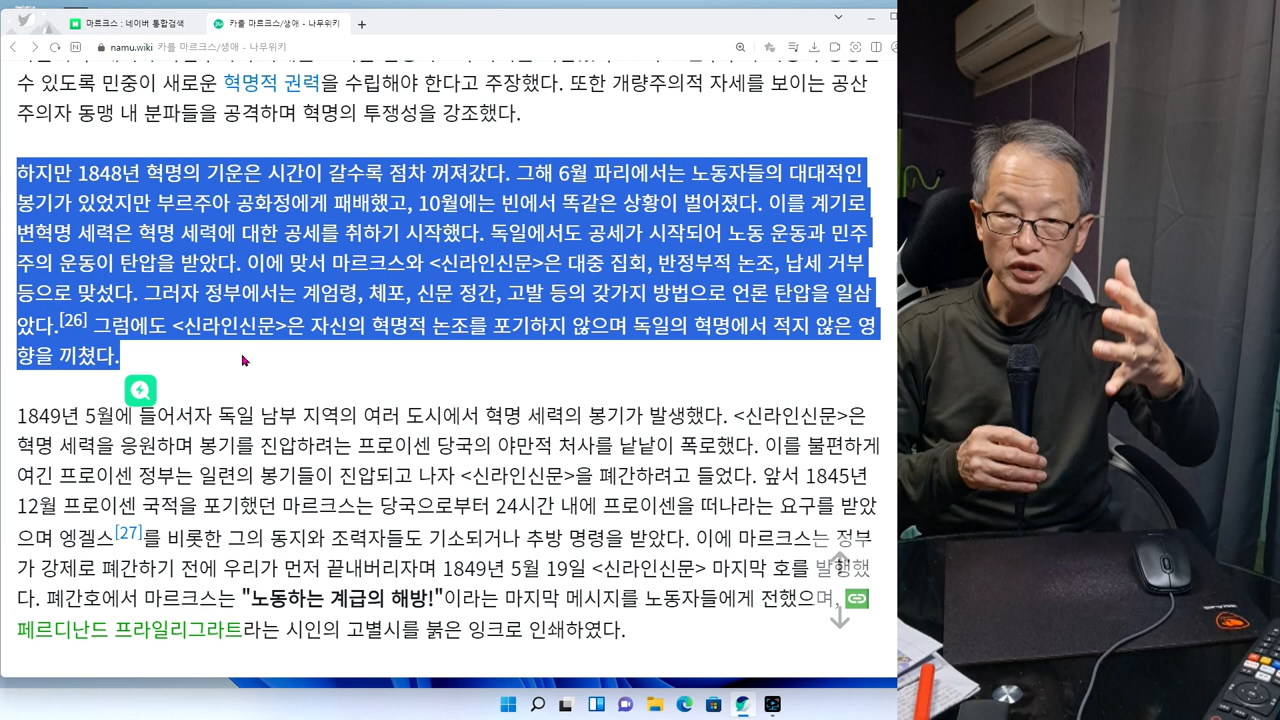 마르크스 : 네이버 통합검색
카를 마르크스/생애 - 나무위키
namu.wiki 카를 마르크스/생애 - 나무위키
수 있도록 민중이 새로운 혁명적 권력을 수립해야 한다고 주장했다. 또한 개량주의적 자세를 보이는 공산
주의자 동맹 내 분파들을 공격하며 혁명의 투쟁성을 강조했다.
하지만 1848년 혁명의 기운은 시간이 갈수록 점차 꺼져갔다. 그해 6월 파리에서는 노동자들의 대대적인
봉기가 있었지만 부르주아 공화정에게 패배했고, 10월에는 빈에서 똑같은 상황이 벌어졌다. 이를 계기로
변혁명 세력은 혁명 세력에 대한 공세를 취하기 시작했다. 독일에서도 공세가 시작되어 노동 운동과 민주
주의 운동이 탄압을 받았다. 이에 맞서 마르크스와 <신라인신문>은 대중 집회, 반정부적 논조, 납세 거부
등으로 맞섰다. 그러자 정부에서는 계엄령, 체포, 신문 정간, 고발 등의 갖가지 방법으로 언론 탄압을 일삼
았다.[26] 그럼에도 <신라인신문>은 자신의 혁명적 논조를 포기하지 않으며 독일의 혁명에서 적지 않은 영
향을 끼쳤다.
1849년 5월에 들어서자 독일 남부 지역의 여러 도시에서 혁명 세력의 봉기가 발생했다. <신라인신문>은
혁명 세력을 응원하며 봉기를 진압하려는 프로이센 당국의 야만적 처사를 낱낱이 폭로했다. 이를 불편하게
여긴 프로이센 정부는 일련의 봉기들이 진압되고 나자 <신라인신문>을 폐간하려고 들었다. 앞서 1845년
12월 프로이센 국적을 포기했던 마르크스는 당국으로부터 24시간 내에 프로이센을 떠나라는 요구를 받았
으며 엥겔스[27]를 비롯한 그의 동지와 조력자들도 기소되거나 추방 명령을 받았다. 이에 마르크스는 정부
가 강제로 폐간하기 전에 우리가 먼저 끝내버리자며 1849년 5월 19일 <신라인신문> 마지막 호를 발행했
다. 폐간호에서 마르크스는 "노동하는 계급의 해방!"이라는 마지막 메시지를 노동자들에게 전했으며,
페르디난드 프라일리그라트라는 시인의 고별시를 붉은 잉크로 인쇄하였다.